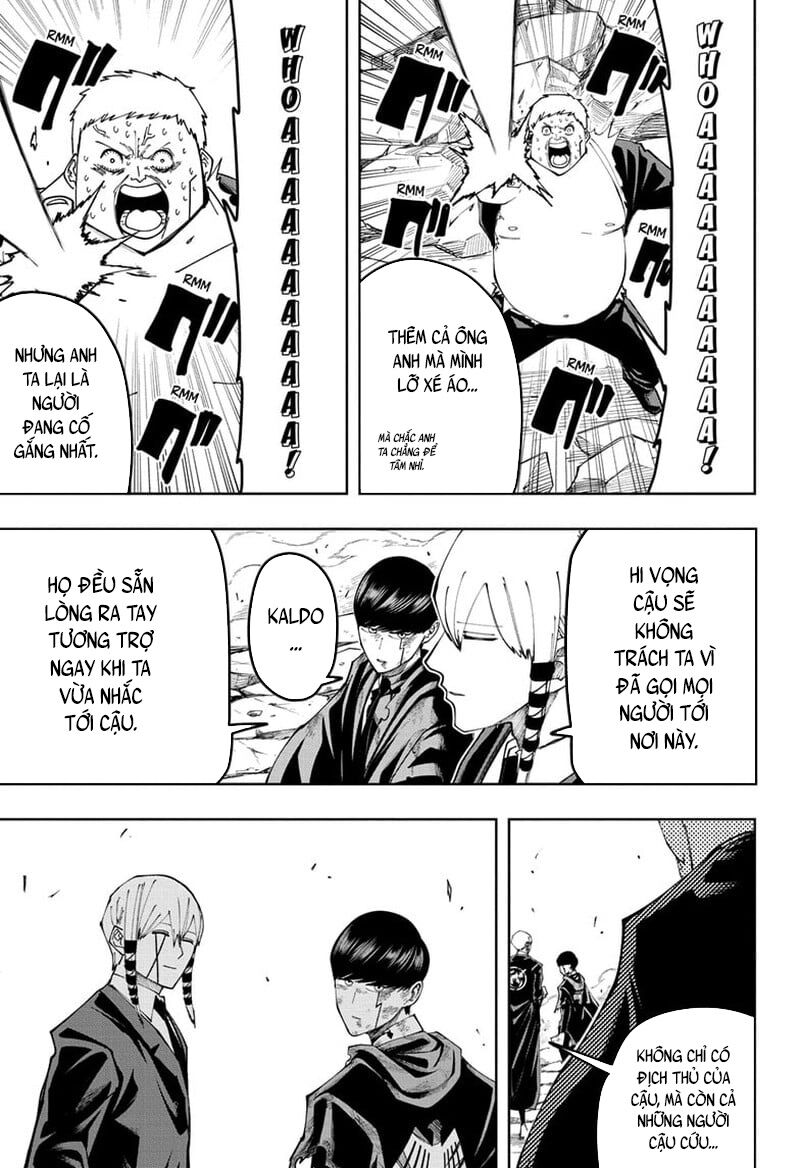 WHOAAAAAAAAAAAA!
RMM
RMM
RMM
RMM
THÊM CẢ ÔNG
ANH MÀ MÌNH
LỠ XÉ ÁO...
MÀ CHẮC ANH
TA CHẲNG ĐỂ
TÂM NHỈ.
WHOAAAAAAAAAAAA!
RMM
RMM
RMM
RMM
NHƯNG ANH
TA LẠI LÀ
NGƯỜI
ĐANG CỐ
GẮNG NHẤT.
HI VỌNG
CẬU SẼ
KHÔNG
TRÁCH TA VÌ
ĐÃ GỌI MỌI
NGƯỜI TỚI
NƠI NÀY.
KALDO
...
HỌ ĐỀU SẴN
LÒNG RA TAY
TƯƠNG TRỢ
NGAY KHI TA
VỪA NHẮC
TỚI CẬU.
KHÔNG CHỈ CÓ
ĐỊCH THỦ CỦA
CẬU, MÀ CÒN CẢ
NHỮNG NGƯỜI
CẬU CỨU...